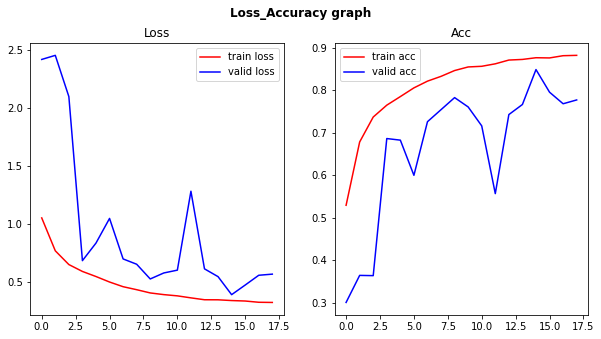 Loss_Accuracy graph
Loss
Acc
train loss
valid loss
train acc
valid acc
2.5
2.0
1.5
1.0
0.5
0.9
0.8
0.7
0.6
0.5
0.4
0.3
0.0 2.5 5.0 7.5 10.0 12.5 15.0 17.5
0.0 2.5 5.0 7.5 10.0 12.5 15.0 17.5